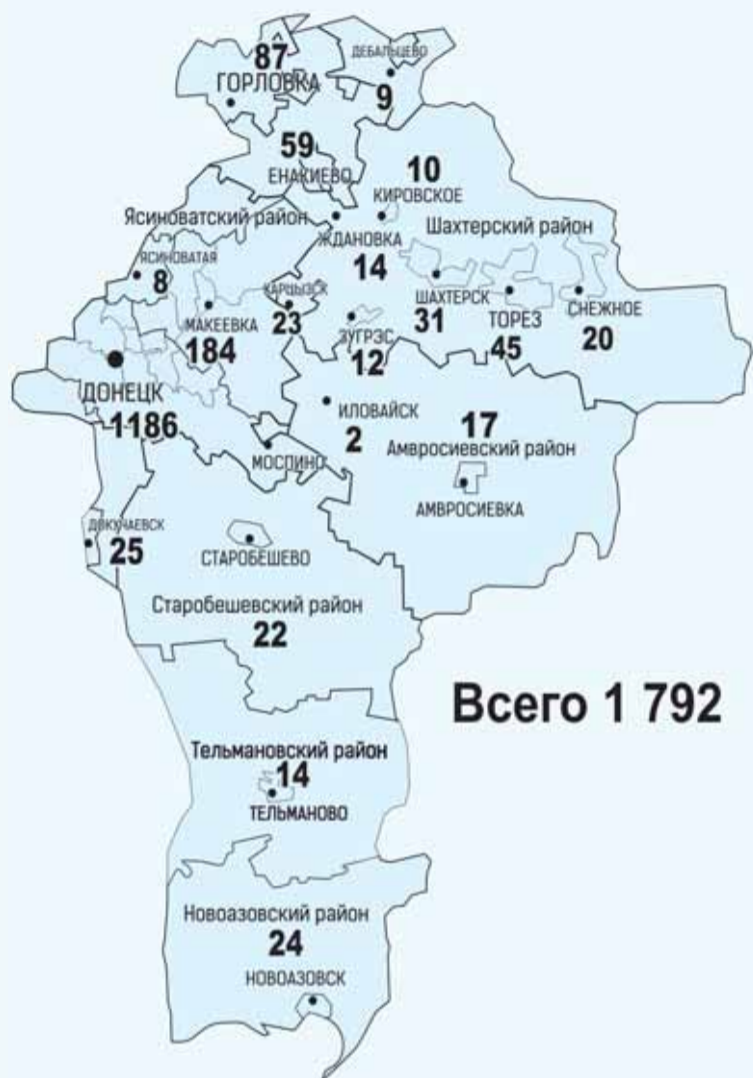 87
ГОРЛОВКА
ДЕБАЛЬЦЕВО
9
59
ЕНАКИЕВО
10
КИРОВСКОЕ
Ясиноватский район
ЖДАНОВКА
14
Шахтерский район
ЯСИНОВАТАЯ
8
МАКЕЕВКА
184
ХАРЦЫЗСК
23
ЗУГРЭС
12
ШАХТЕРСК
31
ТОРЕЗ
45
СНЕЖНОЕ
20
ДОНЕЦК
1186
ИЛОВАЙСК
2
17
Амвросиевский район
АМВРОСИЕВКА
МОСПИНО
ДОКУЧАЕВСК
25
СТАРОБЕШЕВО
Старобешевский район
22
Всего 1 792
Тельмановский район
14
ТЕЛЬМАНОВО
Новоазовский район
24
НОВОАЗОВСК